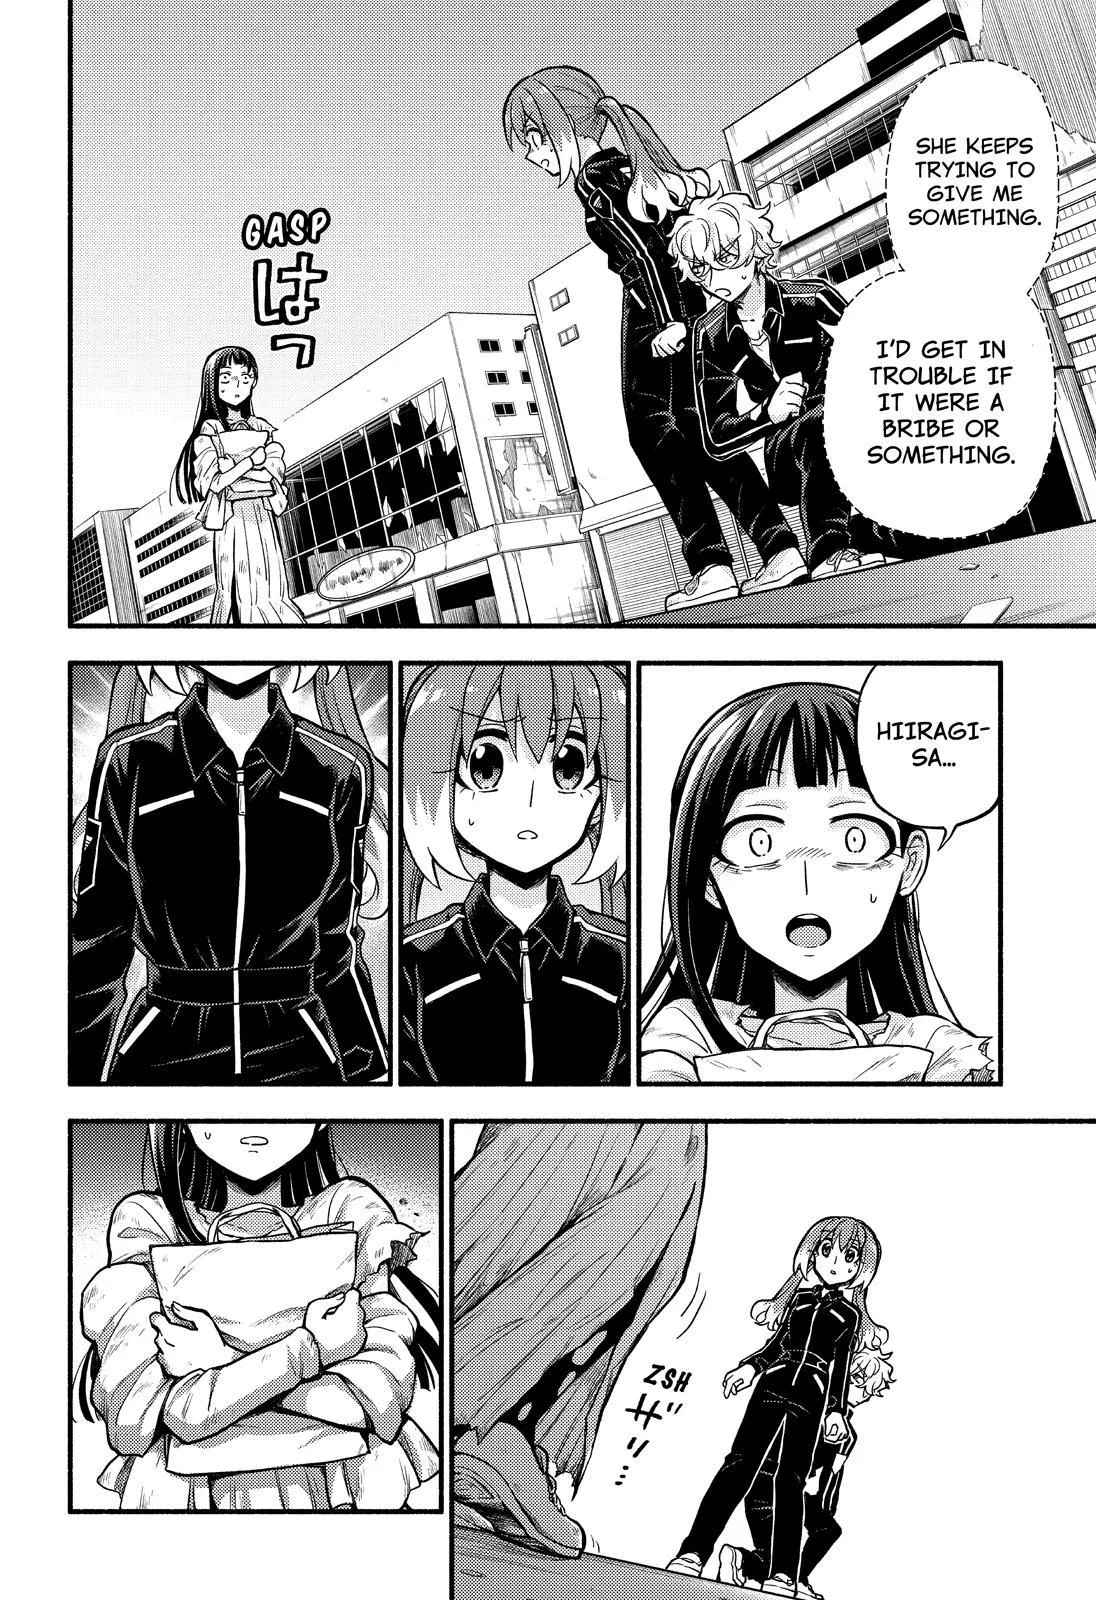 SHE KEEPS
TRYING TO
GIVE ME
SOMETHING.
I'D GET IN
TROUBLE IF
IT WERE A
BRIBE OR
SOMETHING.
GASP
はっ
HIIRAGI-
SA...
ZSH
ザッ...